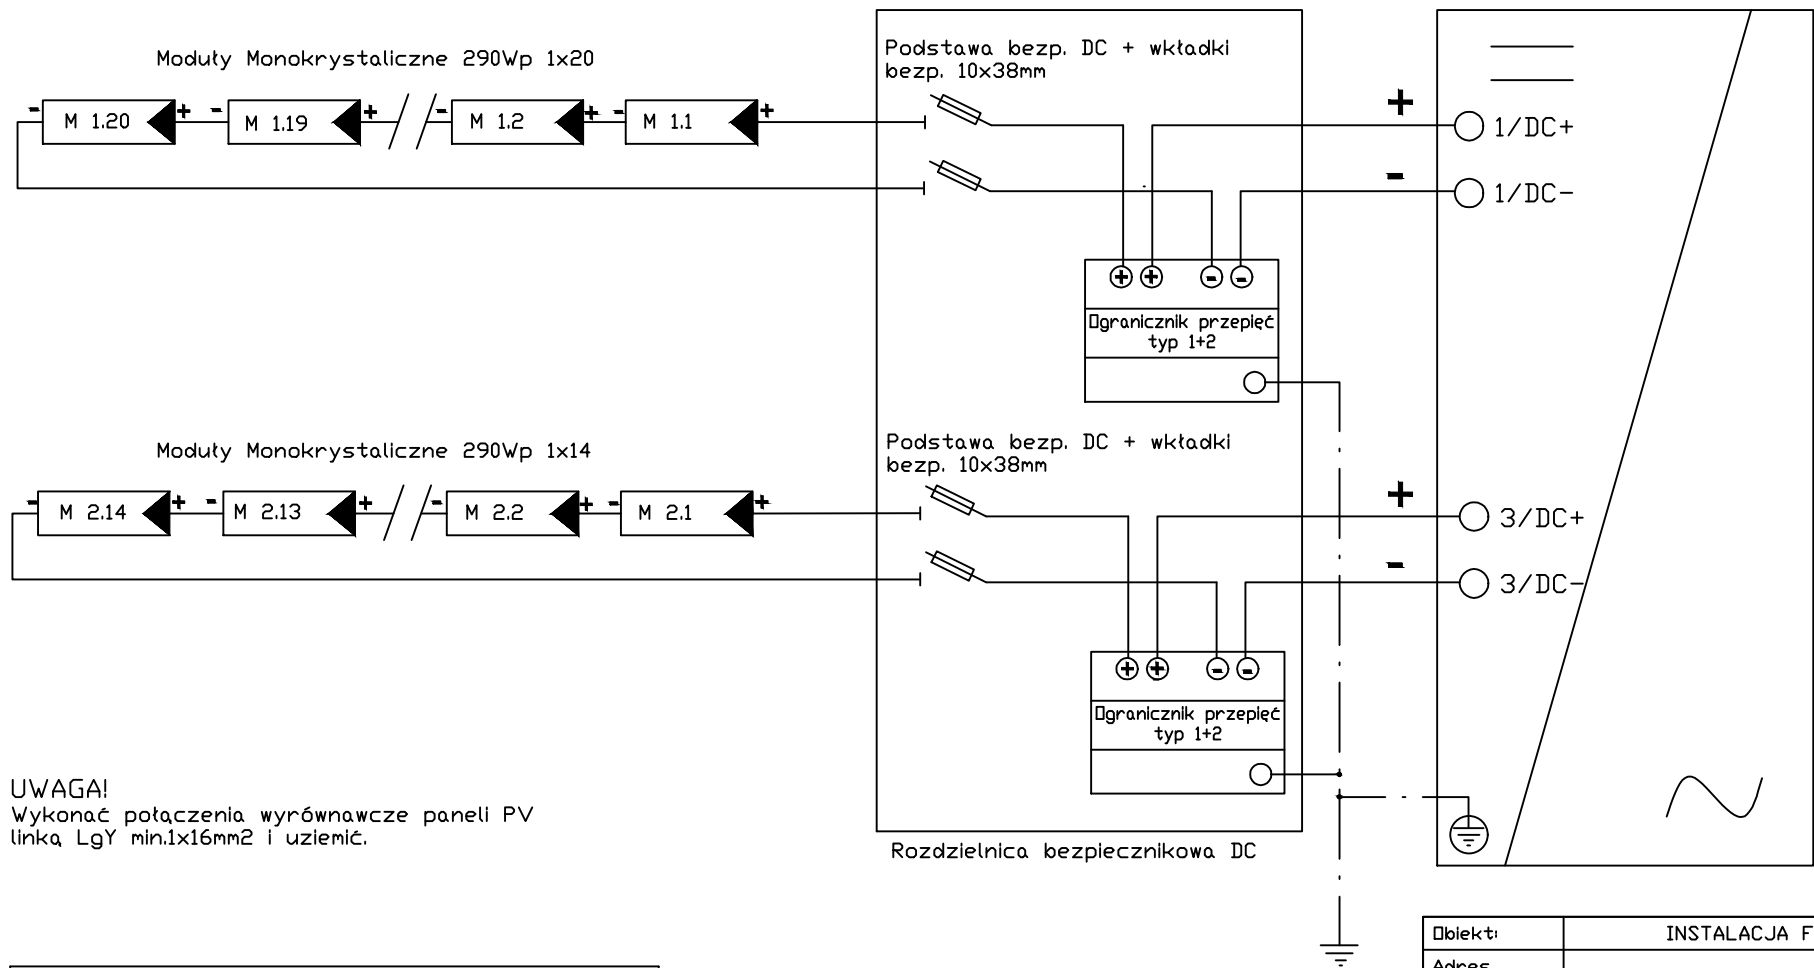 Moduły Monokrystaliczne 290Wp 1x20
- M 1.20 + - M 1.19 + - M 1.2 + - M 1.1 +
Podstawa bezp. DC + wkładki
bezp. 10x38mm
+ 1/DC+
- 1/DC-
+ + - -
Ogranicznik przepięć
typ 1+2
Moduły Monokrystaliczne 290Wp 1x14
- M 2.14 + - M 2.13 + - M 2.2 + - M 2.1 +
Podstawa bezp. DC + wkładki
bezp. 10x38mm
+ 3/DC+
- 3/DC-
+ + - -
Ogranicznik przepięć
typ 1+2
UWAGA!
Wykonać połączenia wyrównawcze paneli PV
linką LgY min.1x16mm2 i uziemić.
Rozdzielnica bezpiecznikowa DC
Obiekt: INSTALACJA F
Adres